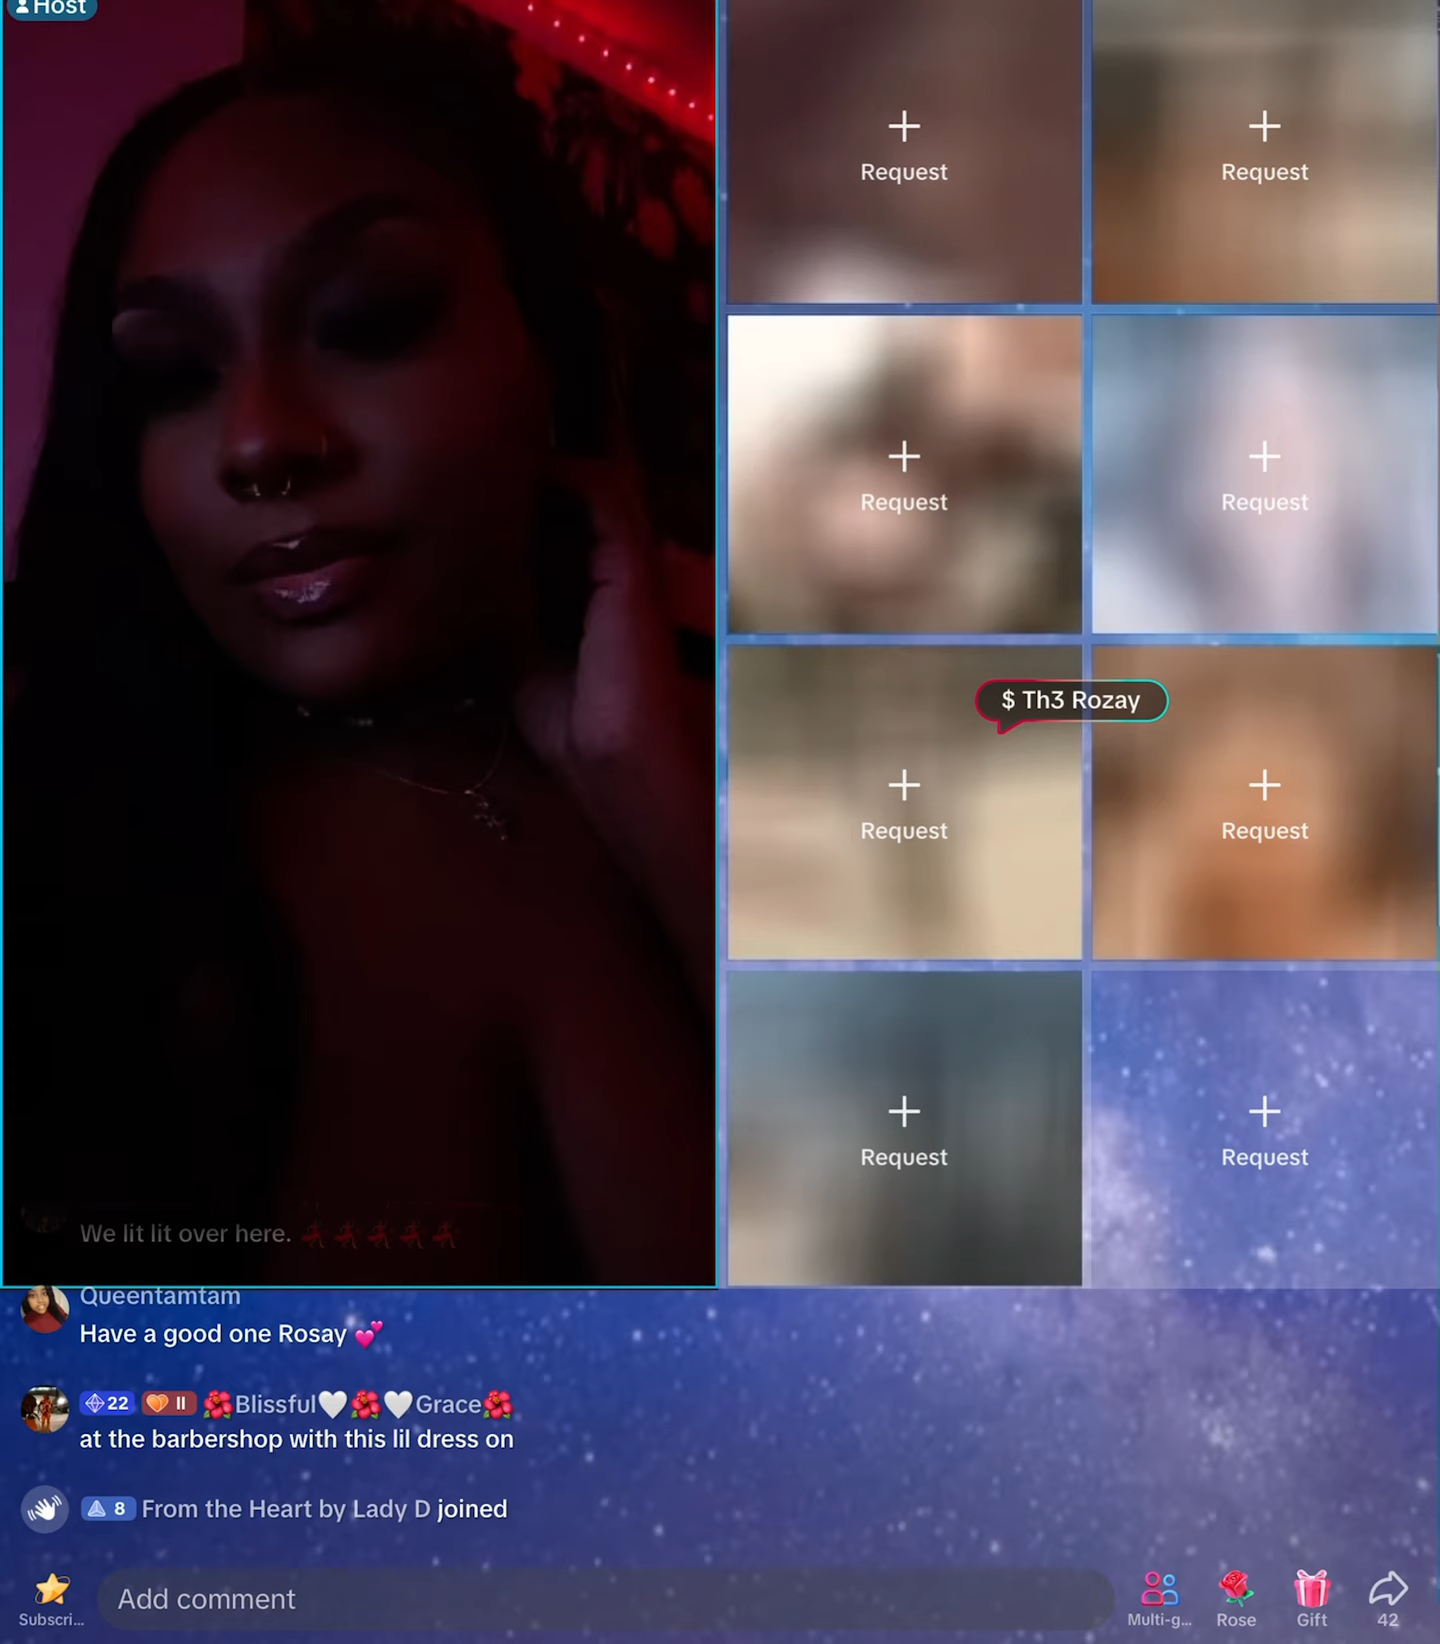 Host
+ Request
+ Request
+ Request
+ Request
$ Th3 Rozay
+ Request
+ Request
+ Request
+ Request
We lit lit over here. 💃💃💃💃💃
Queentamtam
Have a good one Rosay 💕
22 II 🌺Blissful🤍🌺🤍Grace🌺
at the barbershop with this lil dress on
8 From the Heart by Lady D joined
Subscri...
Add comment
Multi-g...
Rose
Gift
42